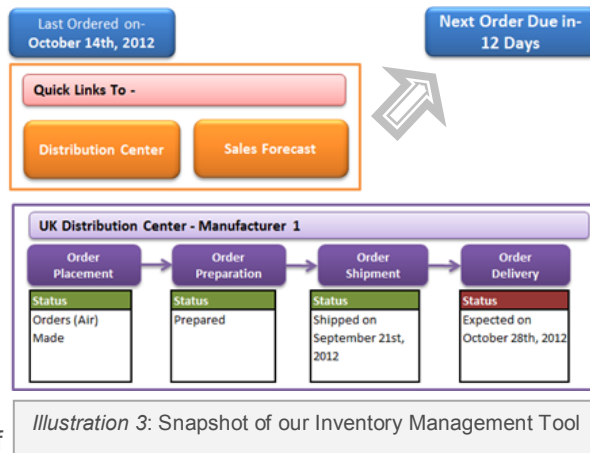 Last Ordered on-
October 14th, 2012
Next Order Due in-
12 Days
Quick Links To -
Distribution Center
Sales Forecast
UK Distribution Center - Manufacturer 1
Order
Placement
Order
Preparation
Order
Shipment
Order
Delivery
Status
Orders (Air)
Made
Status
Prepared
Status
Shipped on
September 21st,
2012
Status
Expected on
October 28th, 2012
Illustration 3: Snapshot of our Inventory Management Tool